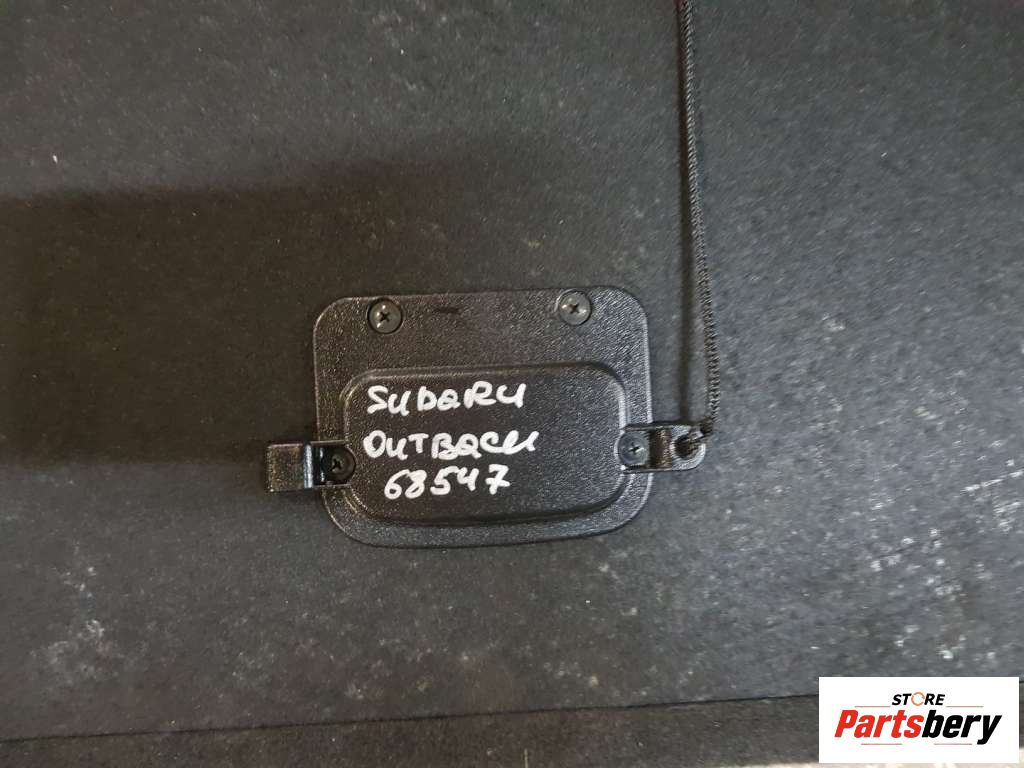 SUBARU
OUTBACK
68547
STORE
Partsbery